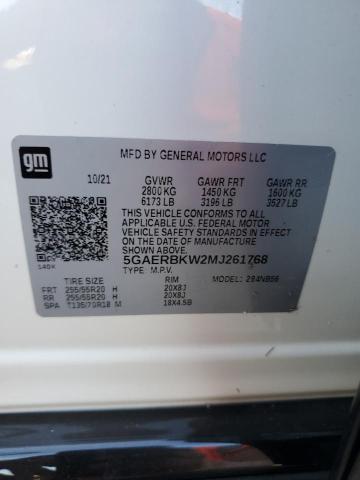 gm
MFD BY GENERAL MOTORS LLC
10/21 GVWR GAWR FRT GAWR RR
2800 KG 1450 KG 1600 KG
6173 LB 3196 LB 3527 LB
THIS VEHICLE CONFORMS TO ALL APPLICABLE
U.S. FEDERAL MOTOR
VEHICLE SAFETY STANDARDS IN
EFFECT ON THE DATE OF MANUFACTURE
SHOWN ABOVE.
5GAERBKW2MJ261768
TYPE: M.P.V. MODEL: 284NB56
TIRE SIZE RIM
FRT 255/55R20 H 20X8J
RR 255/55R20 H 20X8J
SPA T135/70R18 M 18X4.5B